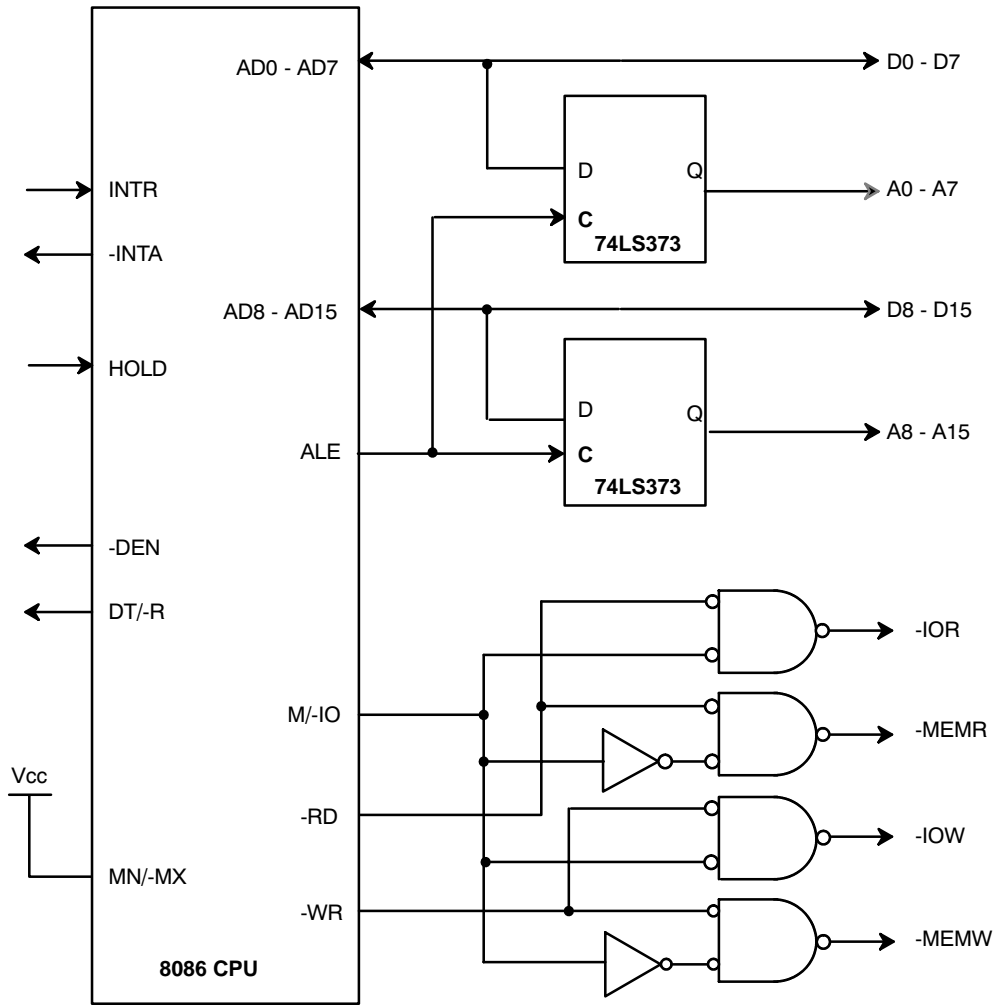 AD0 - AD7
D0 - D7
D
Q
INTR
A0 - A7
C
74LS373
-INTA
AD8 - AD15
D8 - D15
HOLD
D
Q
A8 - A15
ALE
C
74LS373
-DEN
DT/-R
-IOR
M/-IO
-MEMR
Vcc
-RD
-IOW
MN/-MX
-WR
-MEMW
8086 CPU